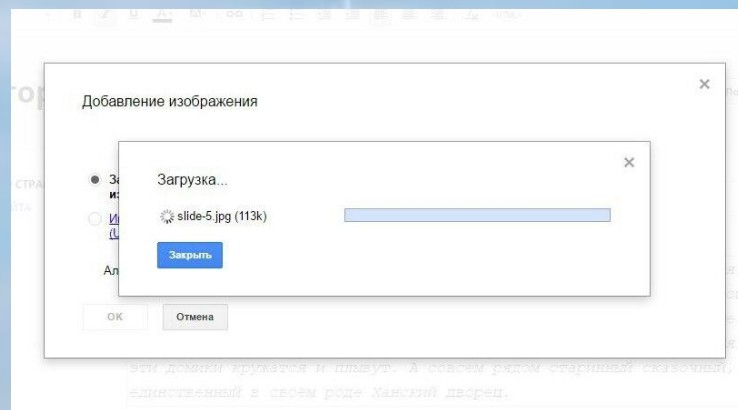 Добавление изображения
Загрузка...
slide-5.jpg (113k)
Закрыть
Ал
OK
Отмена
эти домики кружатся и плывут. А совсем рядом старинный сказочный,
единственный в своем роде Ханский дворец.